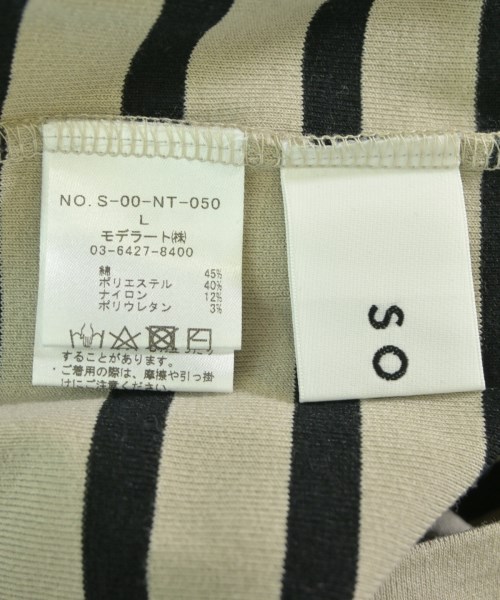 NO. S-00-NT-050
L
モデラート㈱
03-6427-8400
綿 45%
ポリエステル 40%
ナイロン 12%
ポリウレタン 3%
することがあります。
・ご着用の際は、摩擦や引っ掛
けにご注意ください
SO